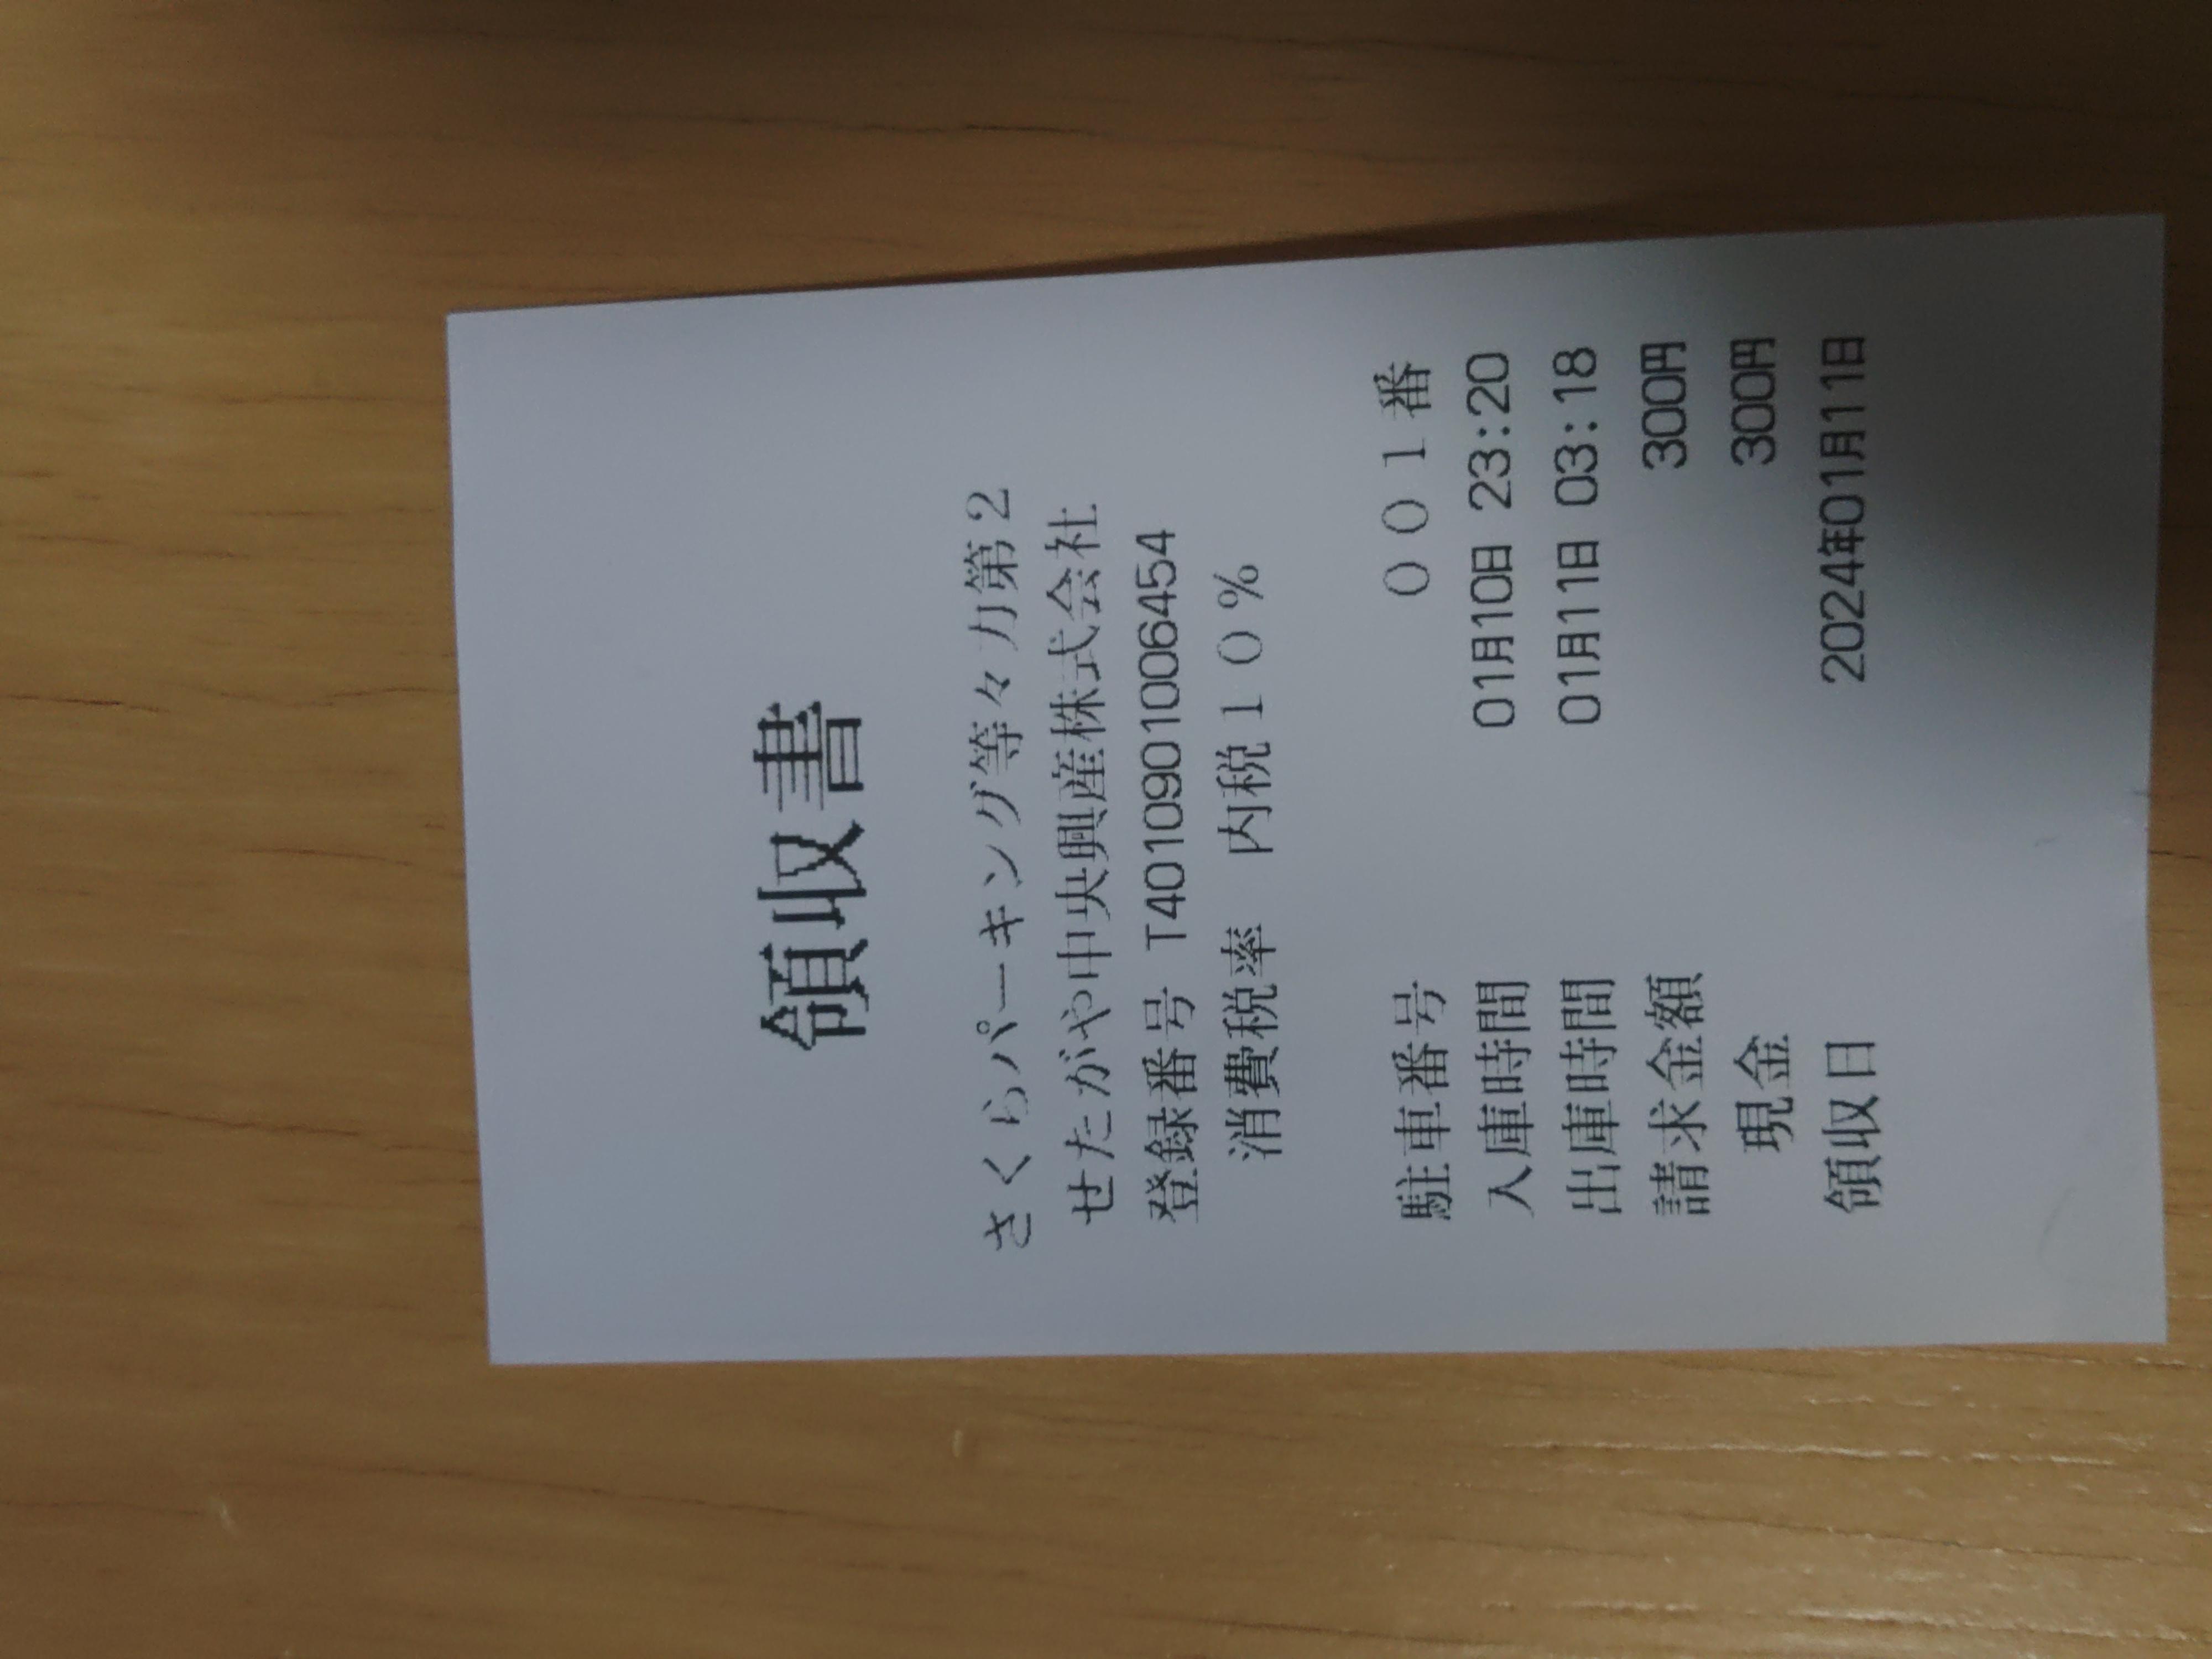 領収書
さくらパーキング等々力第2
せたがや中央興産株式会社
登録番号 T4010901006454
消費税率 内税10%
駐車番号 001番
入庫時間 01月10日 23:20
出庫時間 01月11日 03:18
請求金額 300円
現金 300円
領収日 2024年01月11日